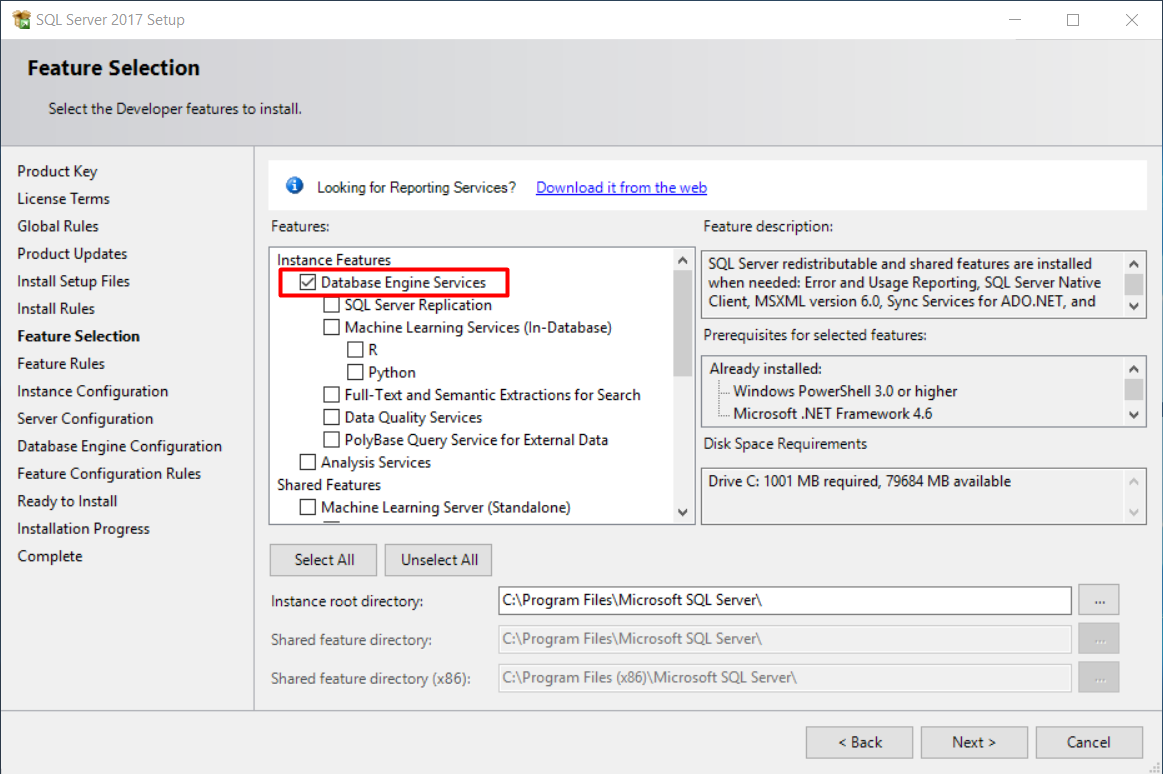 SQL Server 2017 Setup
Feature Selection
Select the Developer features to install.
Product Key
License Terms
Global Rules
Product Updates
Install Setup Files
Install Rules
Feature Selection
Feature Rules
Instance Configuration
Server Configuration
Database Engine Configuration
Feature Configuration Rules
Ready to Install
Installation Progress
Complete
Looking for Reporting Services? Download it from the web
Features:
Instance Features
Database Engine Services
SQL Server Replication
Machine Learning Services (In-Database)
R
Python
Full-Text and Semantic Extractions for Search
Data Quality Services
PolyBase Query Service for External Data
Analysis Services
Shared Features
Machine Learning Server (Standalone)
Feature description:
SQL Server redistributable and shared features are installed
when needed: Error and Usage Reporting, SQL Server Native
Client, MSXML version 6.0, Sync Services for ADO.NET, and
Prerequisites for selected features:
Already installed:
Windows PowerShell 3.0 or higher
Microsoft .NET Framework 4.6
Disk Space Requirements
Drive C: 1001 MB required, 79684 MB available
Select All
Unselect All
Instance root directory: C:\Program Files\Microsoft SQL Server\ ...
Shared feature directory: C:\Program Files\Microsoft SQL Server\ ...
Shared feature directory (x86): C:\Program Files (x86)\Microsoft SQL Server\ ...
< Back
Next >
Cancel